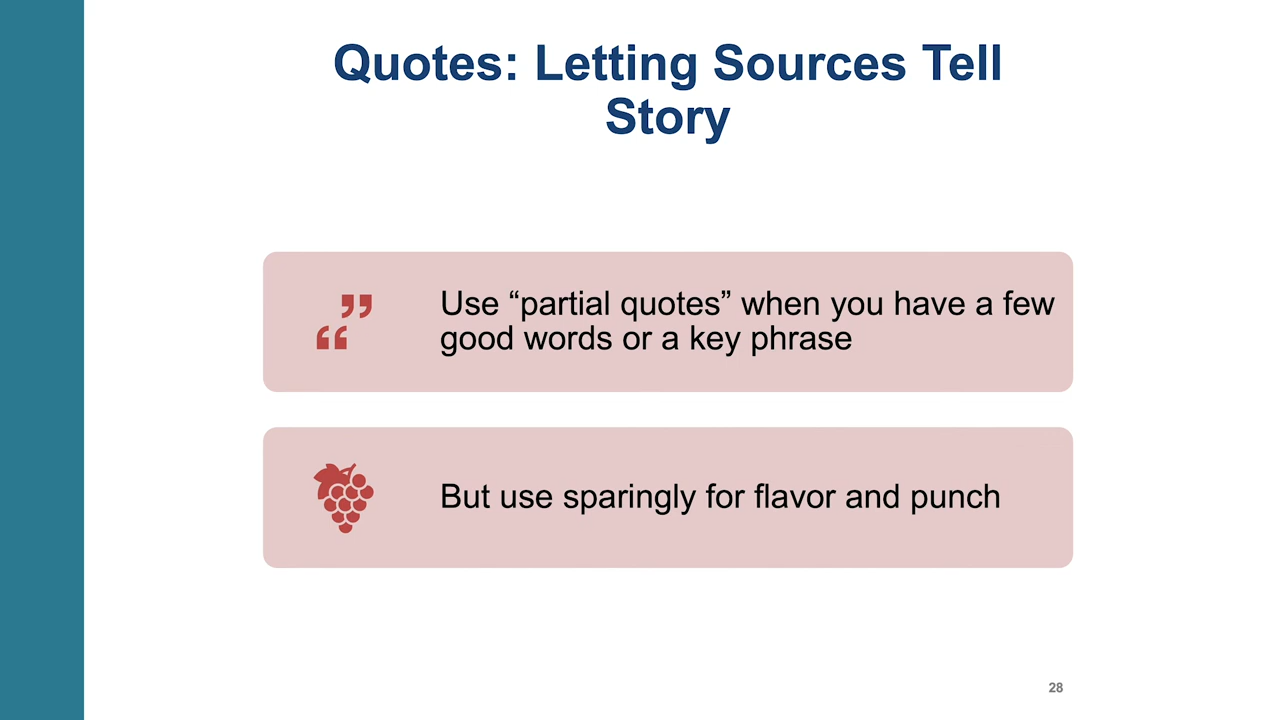 Quotes: Letting Sources Tell
Story
Use “partial quotes” when you have a few
good words or a key phrase
But use sparingly for flavor and punch
28